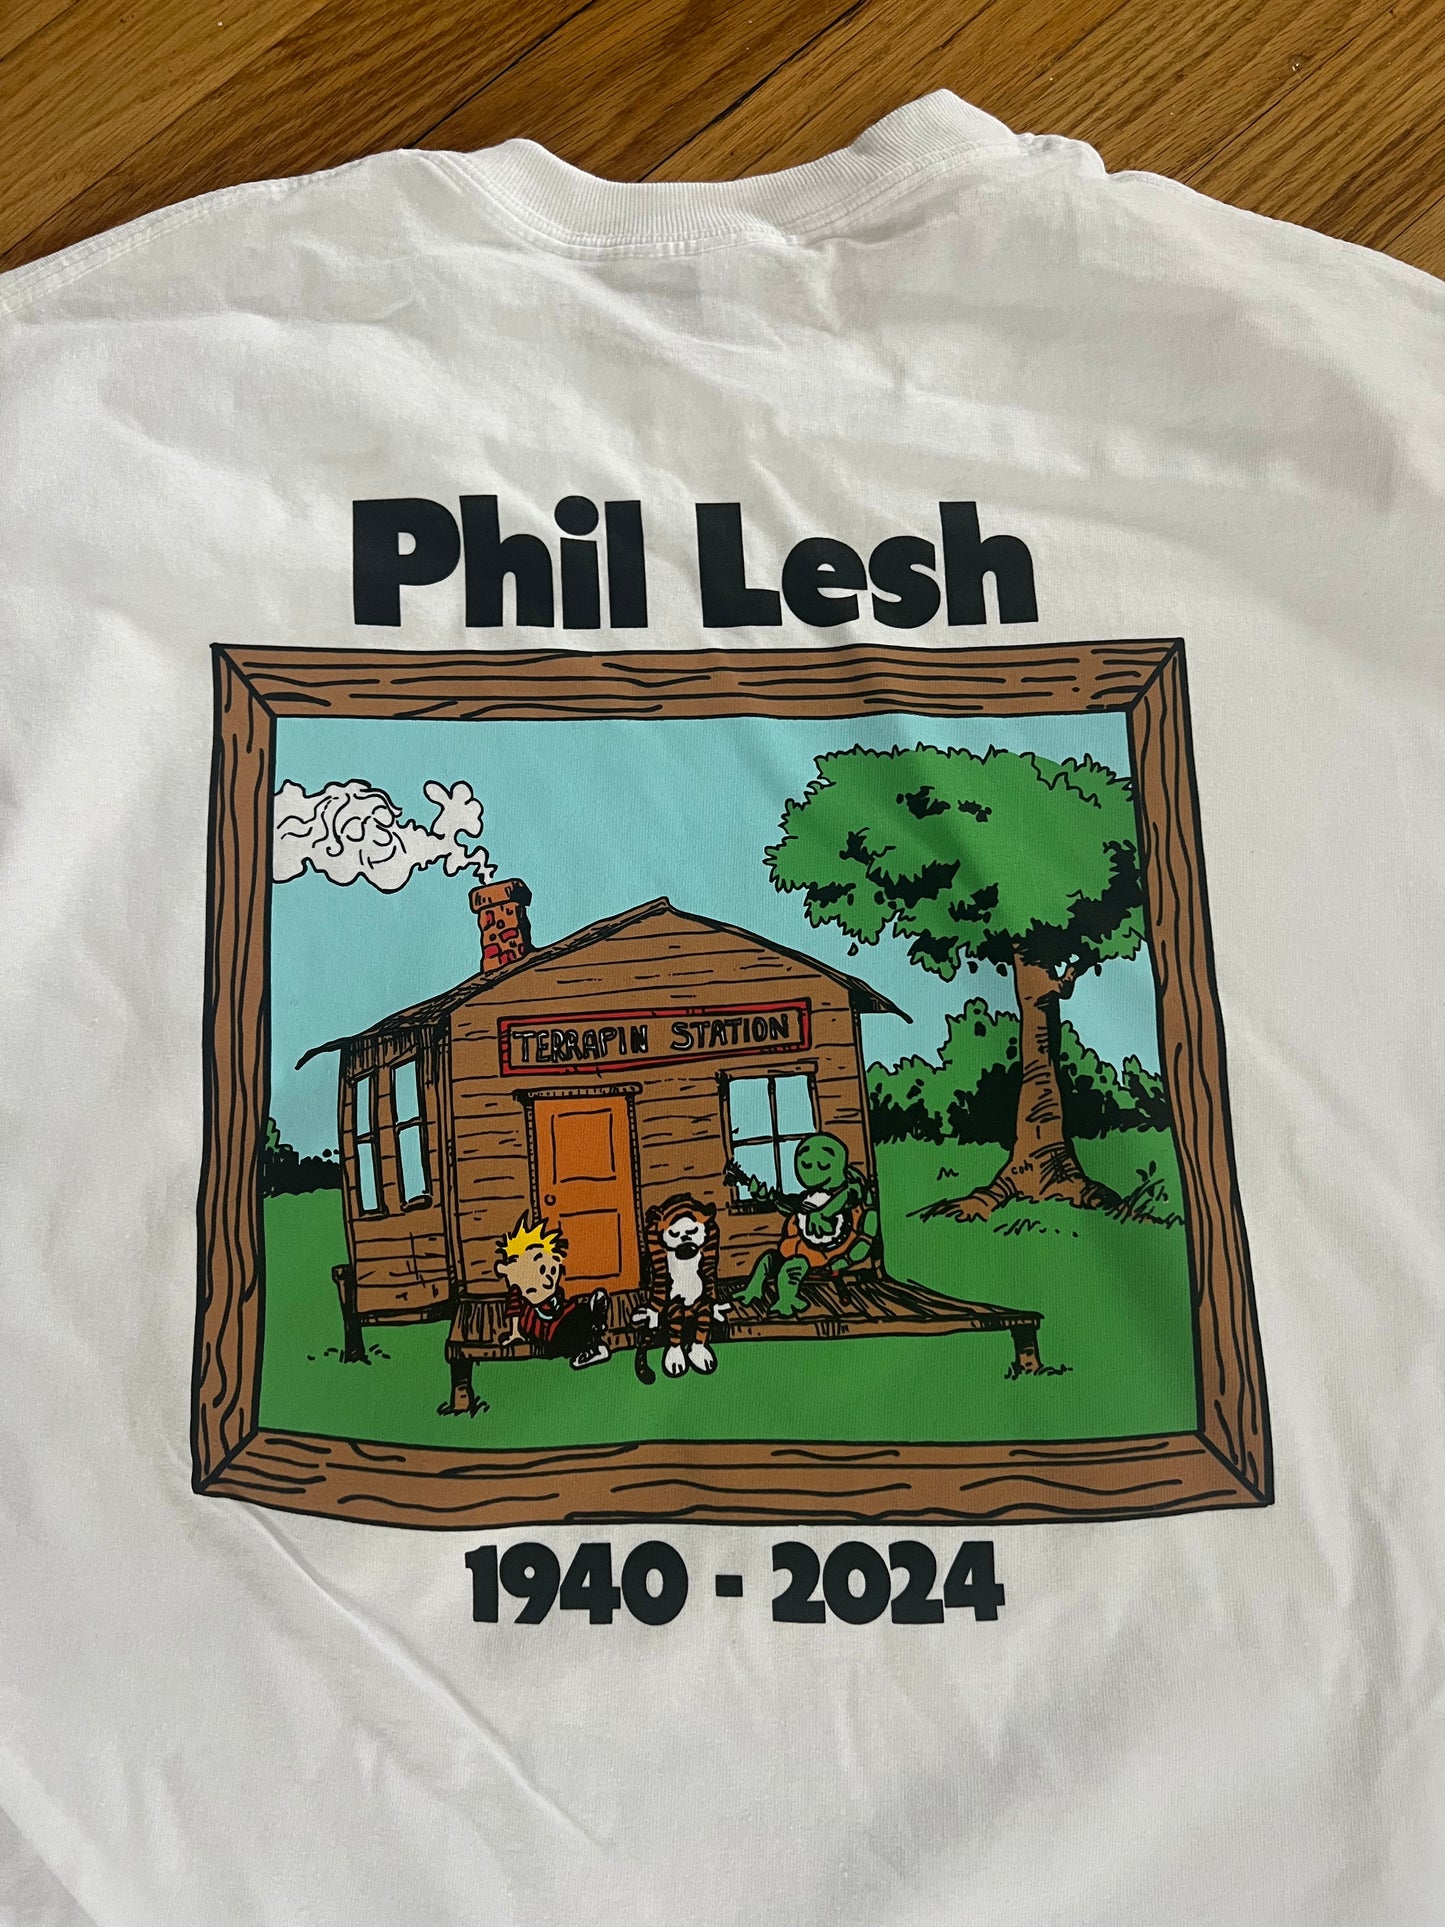 Phil Lesh
TERRAPIN STATION
1940 - 2024